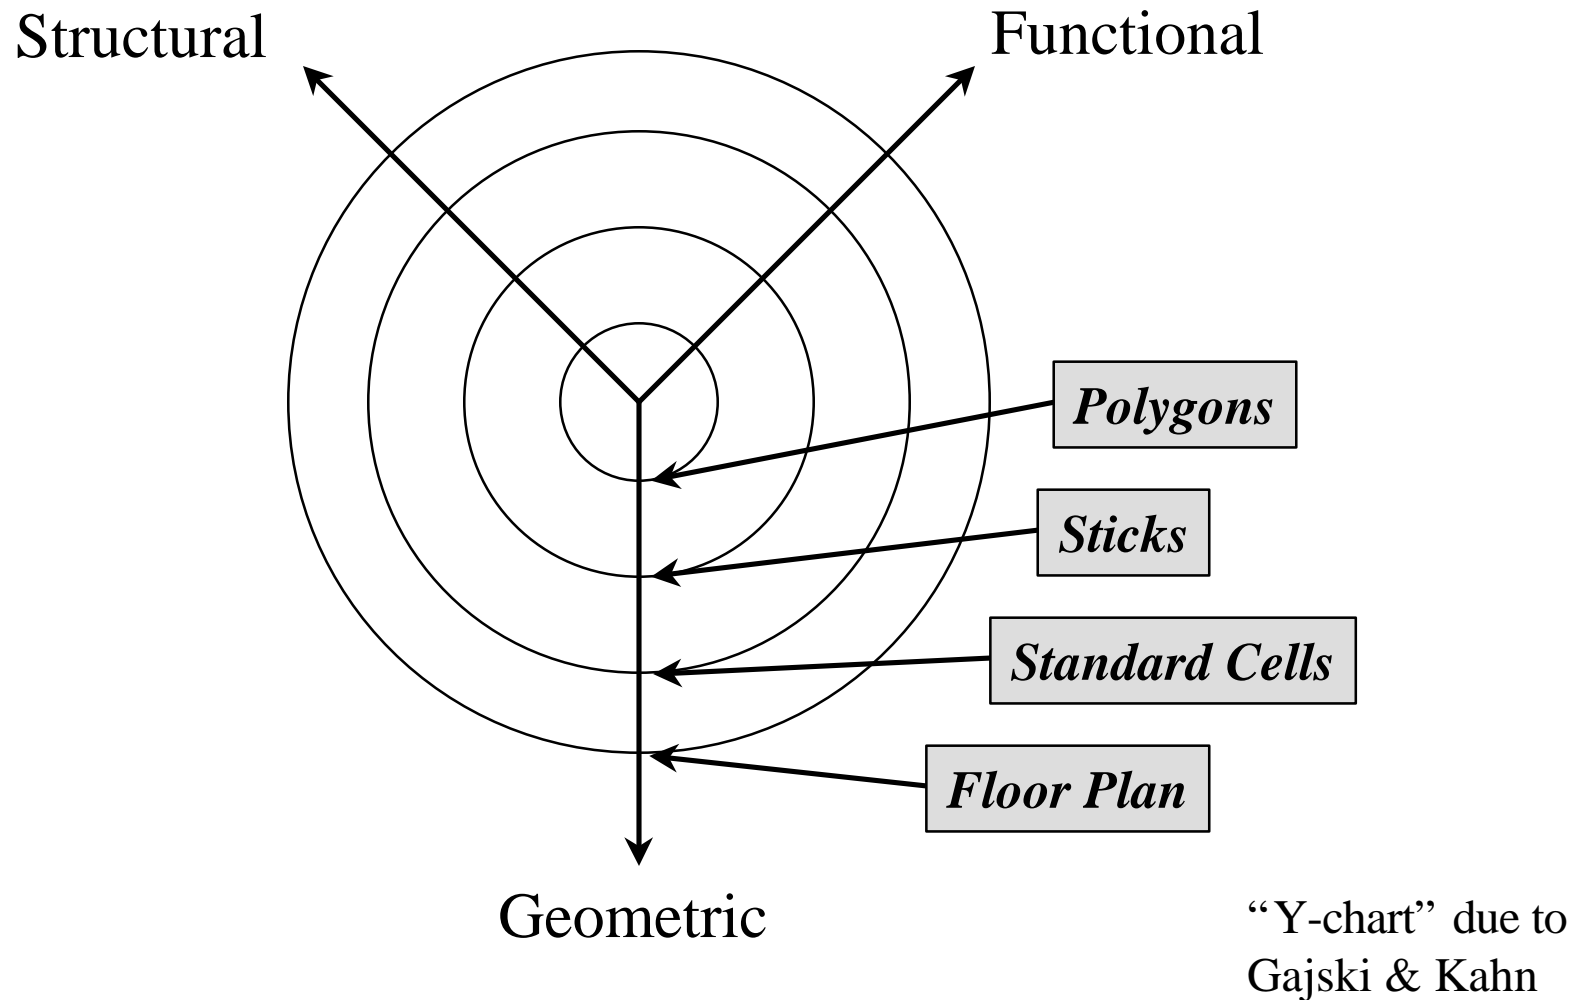 Structural
Functional
Polygons
Sticks
Standard Cells
Floor Plan
Geometric
“Y-chart” due to
Gajski & Kahn